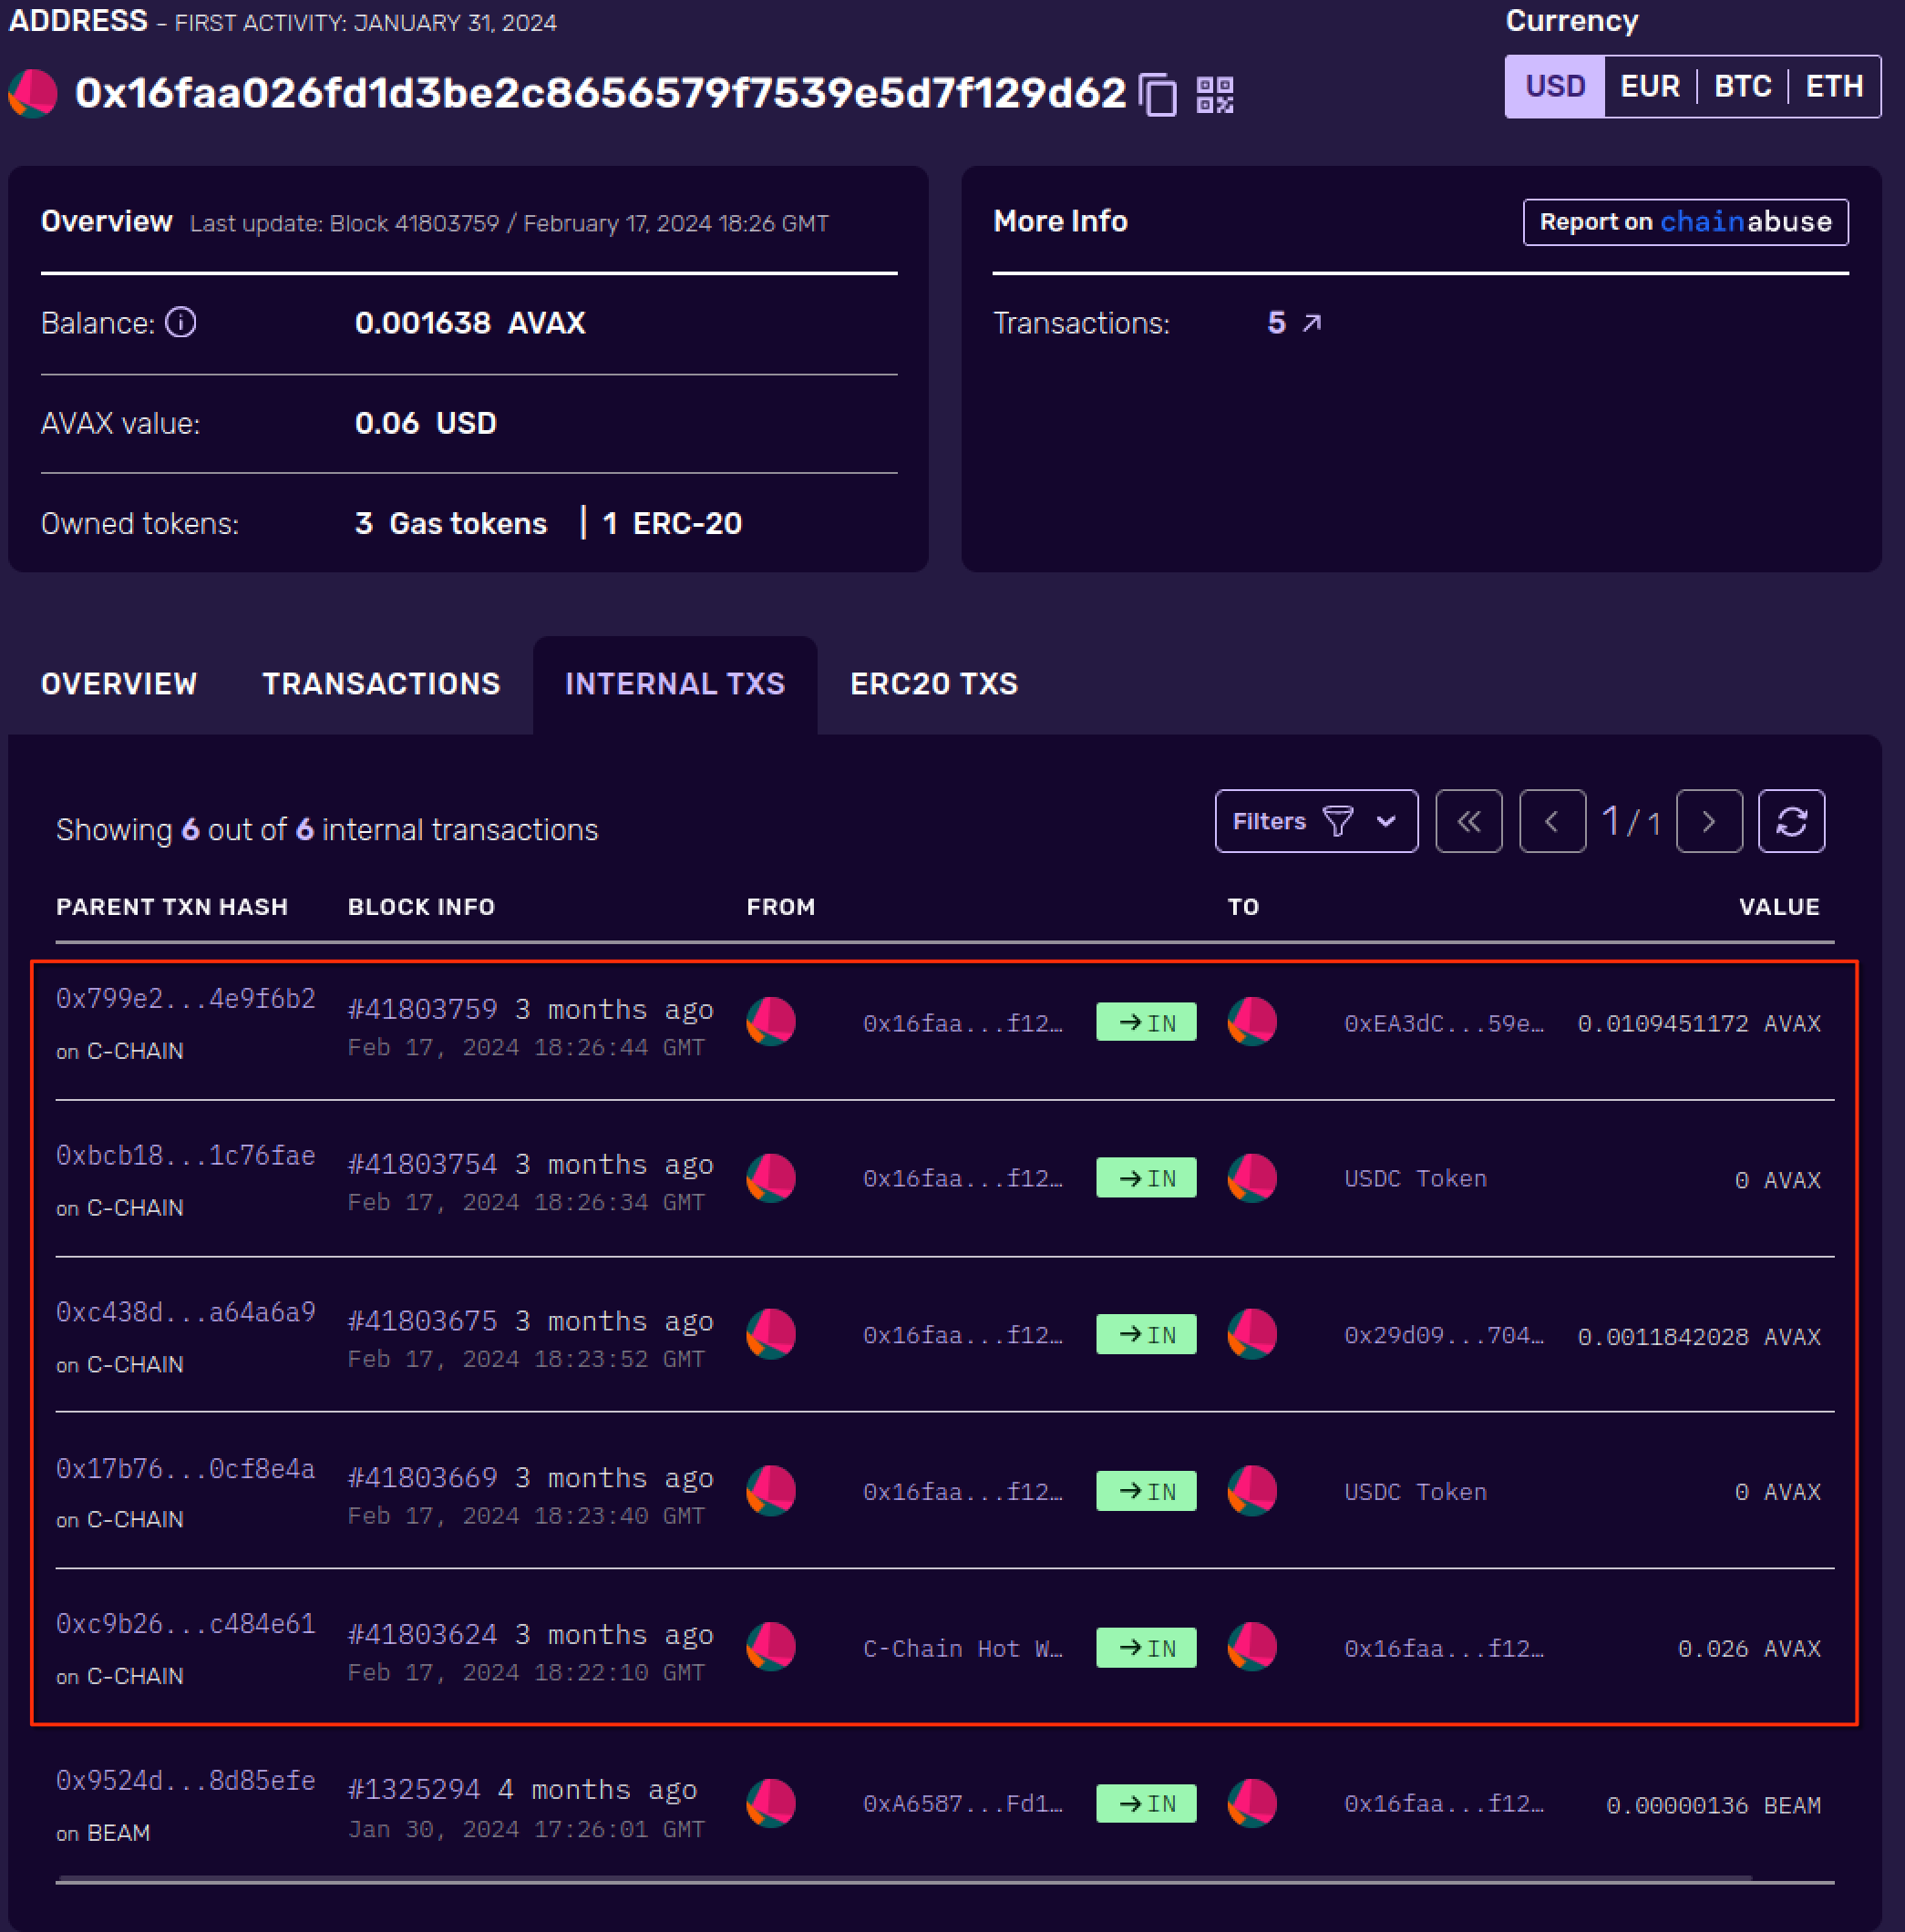 ADDRESS - FIRST ACTIVITY: JANUARY 31, 2024
Currency
0x16faa026fd1d3be2c8656579f7539e5d7f129d62
USD EUR BTC ETH
Overview Last update: Block 41803759 / February 17, 2024 18:26 GMT
Balance: 0.001638 AVAX
AVAX value: 0.06 USD
Owned tokens: 3 Gas tokens | 1 ERC-20
More Info
Report on chainabuse
Transactions: 5
OVERVIEW TRANSACTIONS INTERNAL TXS ERC20 TXS
Showing 6 out of 6 internal transactions
Filters 1 / 1
PARENT TXN HASH BLOCK INFO FROM TO VALUE
0x799e2...4e9f6b2 #41803759 3 months ago 0x16faa...f12... IN 0xEA3dC...59e... 0.0109451172 AVAX
on C-CHAIN Feb 17, 2024 18:26:44 GMT
0xbcb18...1c76fae #41803754 3 months ago 0x16faa...f12... IN USDC Token 0 AVAX
on C-CHAIN Feb 17, 2024 18:26:34 GMT
0xc438d...a64a6a9 #41803675 3 months ago 0x16faa...f12... IN 0x29d09...704... 0.0011842028 AVAX
on C-CHAIN Feb 17, 2024 18:23:52 GMT
0x17b76...0cf8e4a #41803669 3 months ago 0x16faa...f12... IN USDC Token 0 AVAX
on C-CHAIN Feb 17, 2024 18:23:40 GMT
0xc9b26...c484e61 #41803624 3 months ago C-Chain Hot W... IN 0x16faa...f12... 0.026 AVAX
on C-CHAIN Feb 17, 2024 18:22:10 GMT
0x9524d...8d85efe #1325294 4 months ago 0xA6587...Fd1... IN 0x16faa...f12... 0.00000136 BEAM
on BEAM Jan 30, 2024 17:26:01 GMT